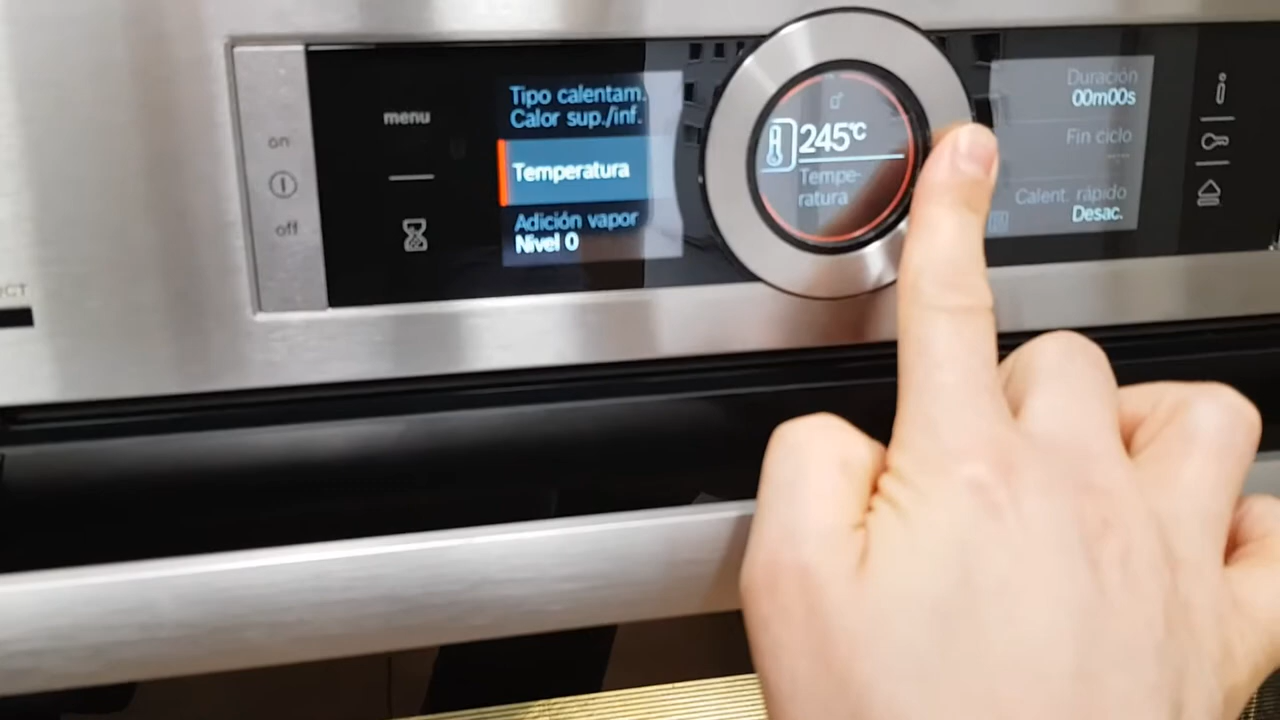 on
off
menu
Tipo calentam.
Calor sup./inf.
Temperatura
Adición vapor
Nivel 0
245°C
Tempe-
ratura
Duración
00m00s
Fin ciclo
Calent. rápido
Desac.